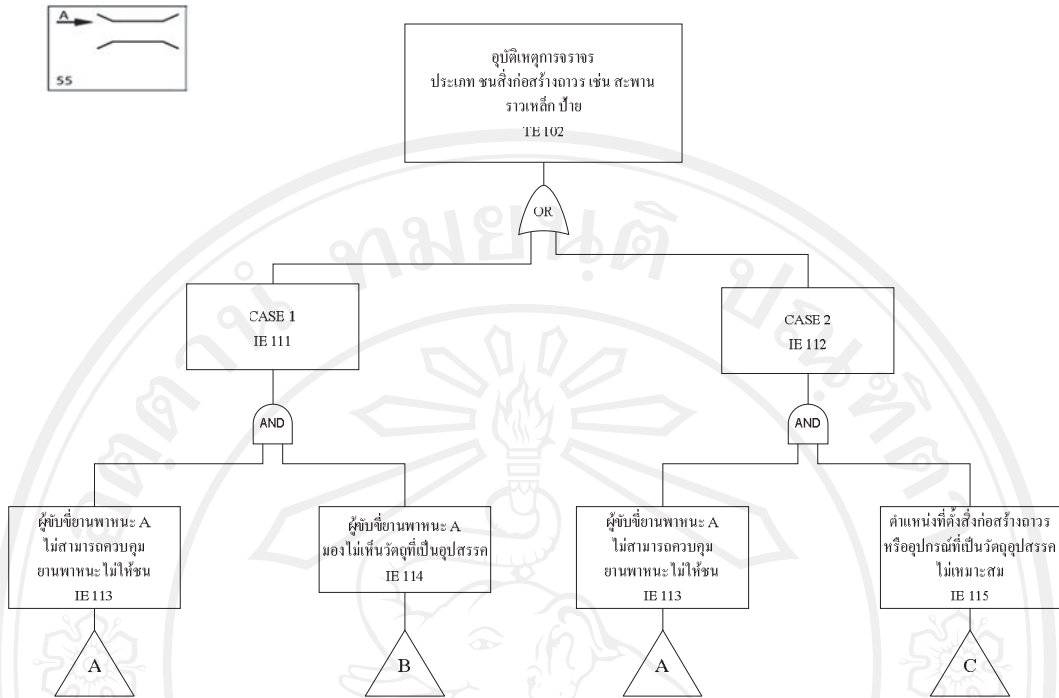 A
55
อุบัติเหตุการจราจร
ประเภท ชนสิ่งก่อสร้างถาวร เช่น สะพาน
ราวเหล็ก ป้าย
TE 102
OR
CASE 1
IE 111
CASE 2
IE 112
AND
AND
ผู้ขับขี่ยานพาหนะ A
ไม่สามารถควบคุม
ยานพาหนะไม่ให้ชน
IE 113
ผู้ขับขี่ยานพาหนะ A
มองไม่เห็นวัตถุที่เป็นอุปสรรค
IE 114
ผู้ขับขี่ยานพาหนะ A
ไม่สามารถควบคุม
ยานพาหนะไม่ให้ชน
IE 113
ตำแหน่งที่ตั้งสิ่งก่อสร้างถาวร
หรืออุปกรณ์ที่เป็นวัตถุอุปสรรค
ไม่เหมาะสม
IE 115
A
B
A
C